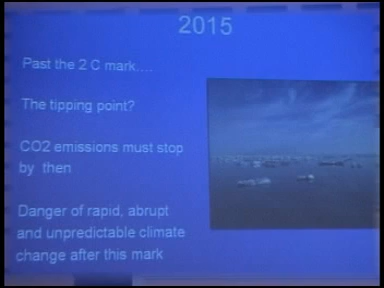 2015
Past the 2 C mark....
The tipping point?
CO2 emissions must stop
by then
Danger of rapid, abrupt
and unpredictable climate
change after this mark